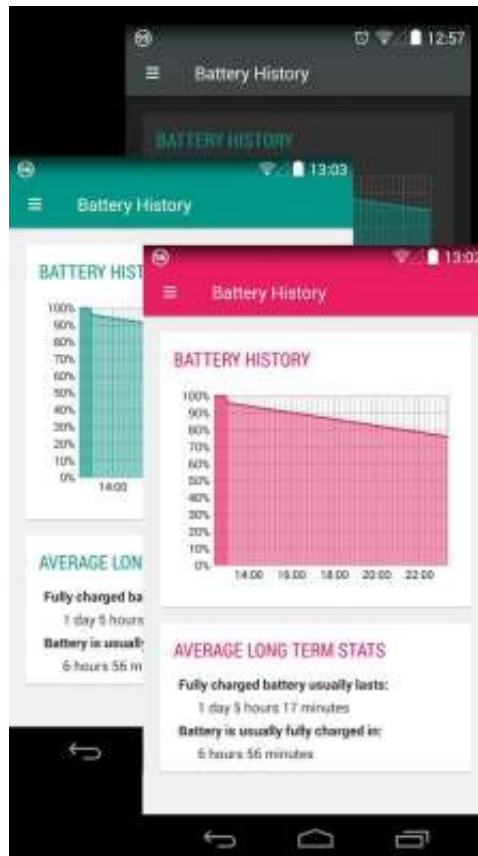 12:57
Battery History
BATTERY HISTORY
13:03
Battery History
BATTERY HIST
100%
90%
80%
70%
60%
50%
40%
30%
20%
10%
0%
14:00
AVERAGE LON
Fully charged ba
1 day 5 hours
Battery is usually
6 hours 56 m
13:02
Battery History
BATTERY HISTORY
100%
90%
80%
70%
60%
50%
40%
30%
20%
10%
0%
14:00 16:00 18:00 20:00 22:00
AVERAGE LONG TERM STATS
Fully charged battery usually lasts:
1 day 5 hours 17 minutes
Battery is usually fully charged in:
6 hours 56 minutes